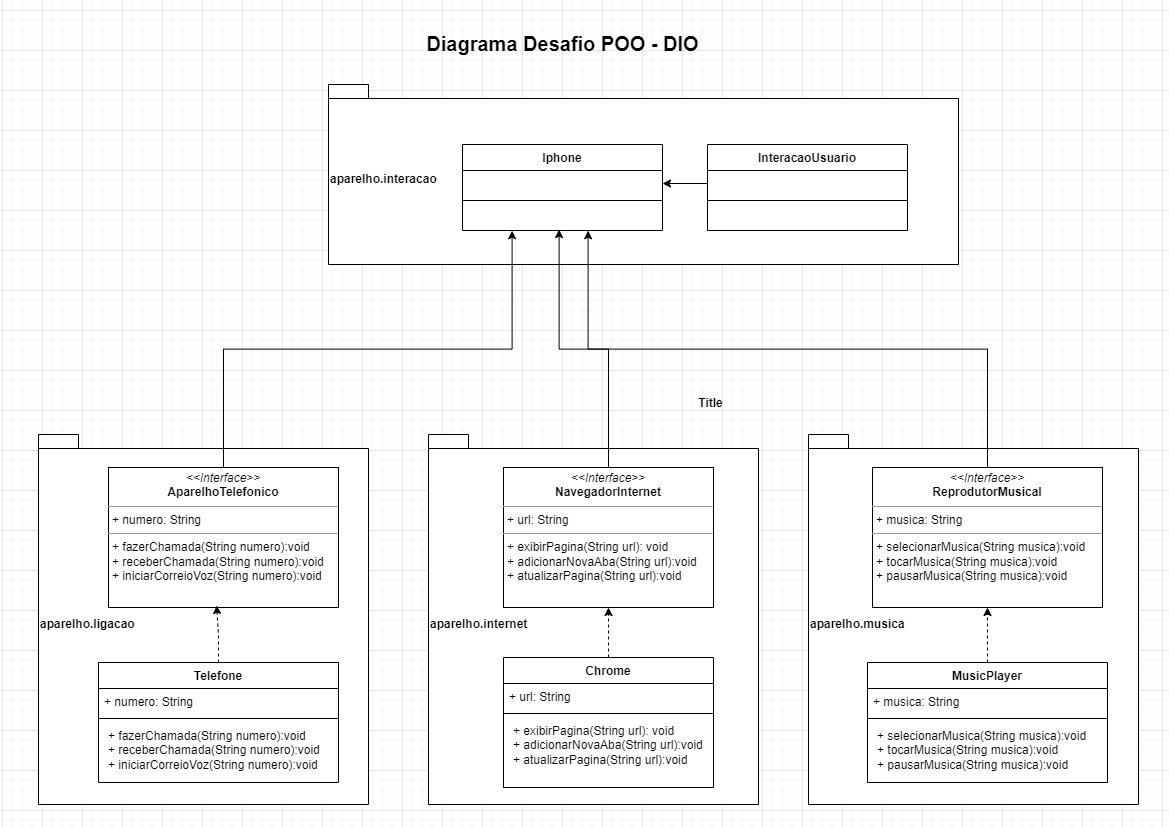 Diagrama Desafio POO - DIO
aparelho.interacao
Iphone
InteracaoUsuario
Title
<<Interface>>
AparelhoTelefonico
+ numero: String
+ fazerChamada(String numero):void
+ receberChamada(String numero):void
+ iniciarCorreioVoz(String numero):void
aparelho.ligacao
Telefone
+ numero: String
+ fazerChamada(String numero):void
+ receberChamada(String numero):void
+ iniciarCorreioVoz(String numero):void
<<Interface>>
NavegadorInternet
+ url: String
+ exibirPagina(String url): void
+ adicionarNovaAba(String url):void
+ atualizarPagina(String url):void
aparelho.internet
Chrome
+ url: String
+ exibirPagina(String url): void
+ adicionarNovaAba(String url):void
+ atualizarPagina(String url):void
<<Interface>>
ReprodutorMusical
+ musica: String
+ selecionarMusica(String musica):void
+ tocarMusica(String musica):void
+ pausarMusica(String musica):void
aparelho.musica
MusicPlayer
+ musica: String
+ selecionarMusica(String musica):void
+ tocarMusica(String musica):void
+ pausarMusica(String musica):void